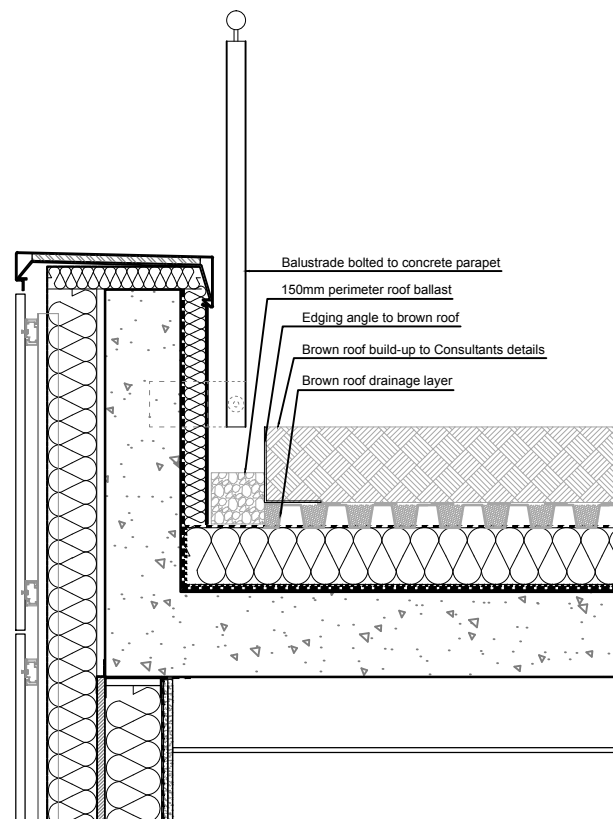 Balustrade bolted to concrete parapet
150mm perimeter roof ballast
Edging angle to brown roof
Brown roof build-up to Consultants details
Brown roof drainage layer